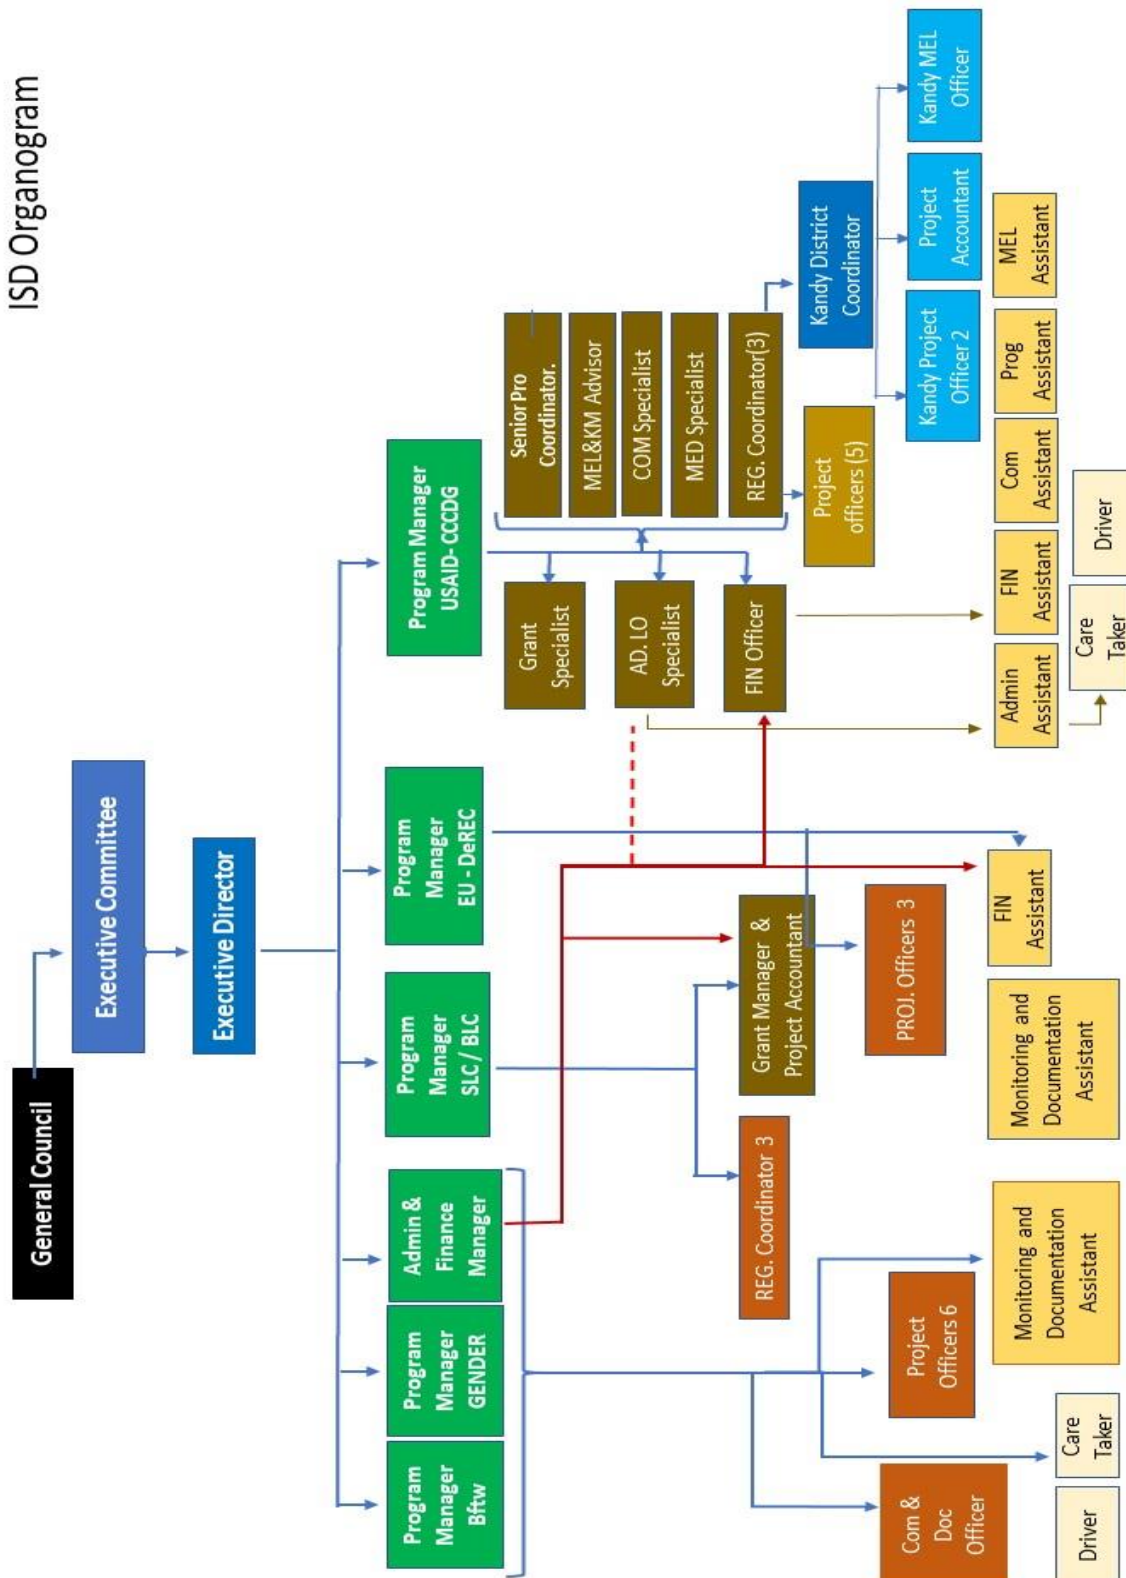 ISD Organogram
General Council
Executive Committee
Executive Director
Program
Manager
Bftw
Program
Manager
GENDER
Admin &
Finance
Manager
Program
Manager
SLC / BLC
Program
Manager
EU - DeREC
Program Manager
USAID- CCCDG
Grant
Specialist
AD. LO
Specialist
FIN Officer
Senior Pro
Coordinator.
MEL&KM Advisor
COM Specialist
MED Specialist
REG. Coordinator(3)
REG. Coordinator 3
Grant Manager &
Project Accountant
Project
officers (5)
Kandy District
Coordinator
Com &
Doc
Officer
Project
Officers 6
PROJ. Officers 3
Kandy Project
Officer 2
Project
Accountant
Kandy MEL
Officer
Monitoring and
Documentation
Assistant
Monitoring and
Documentation
Assistant
FIN
Assistant
Admin
Assistant
FIN
Assistant
Com
Assistant
Prog
Assistant
MEL
Assistant
Driver
Care
Taker
Care
Taker
Driver